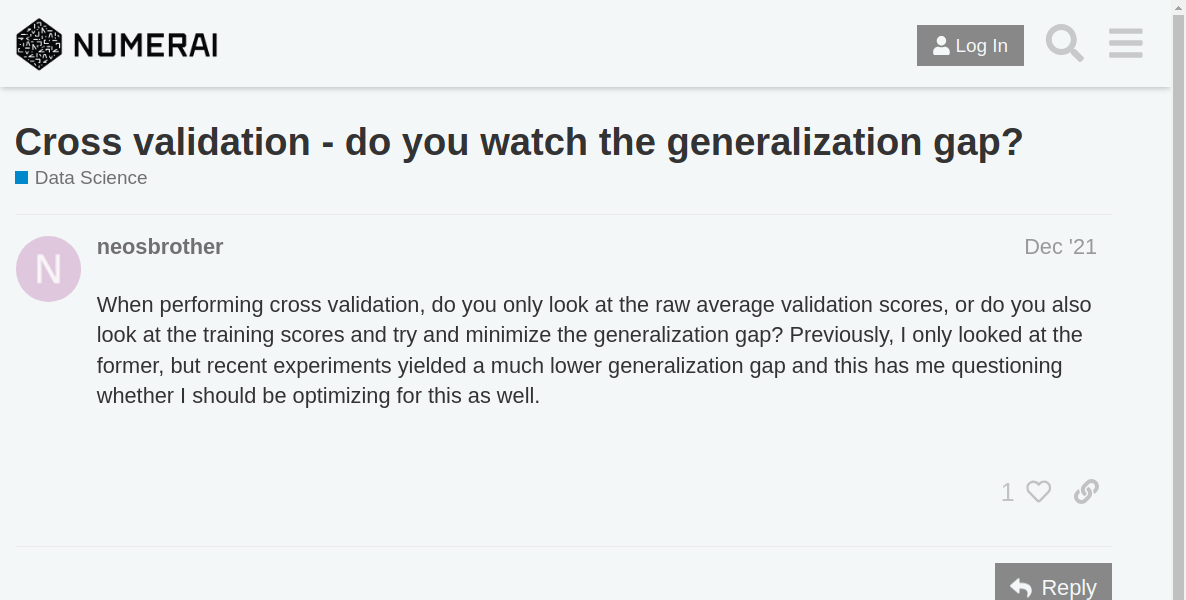 NUMERAI
Log In
Cross validation - do you watch the generalization gap?
Data Science
N
neosbrother
Dec '21
When performing cross validation, do you only look at the raw average validation scores, or do you also
look at the training scores and try and minimize the generalization gap? Previously, I only looked at the
former, but recent experiments yielded a much lower generalization gap and this has me questioning
whether I should be optimizing for this as well.
1
Reply